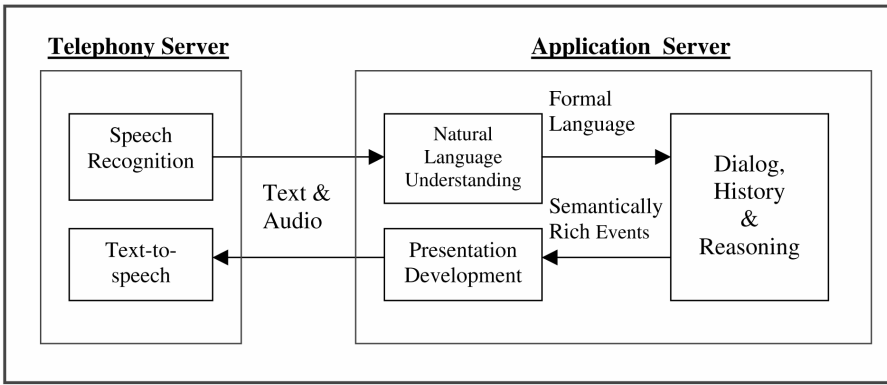 Telephony Server
Application Server
Speech
Recognition
Text-to-
speech
Text &
Audio
Natural
Language
Understanding
Presentation
Development
Formal
Language
Semantically
Rich Events
Dialog,
History
&
Reasoning